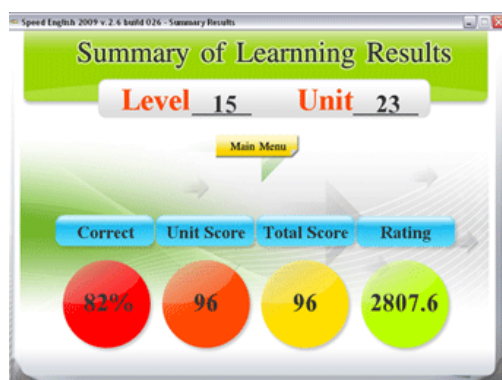 Speed English 2009 v. 2.6 build 026 - Summary Results
Summary of Learnning Results
Level 15 Unit 23
Main Menu
Correct Unit Score Total Score Rating
82% 96 96 2807.6